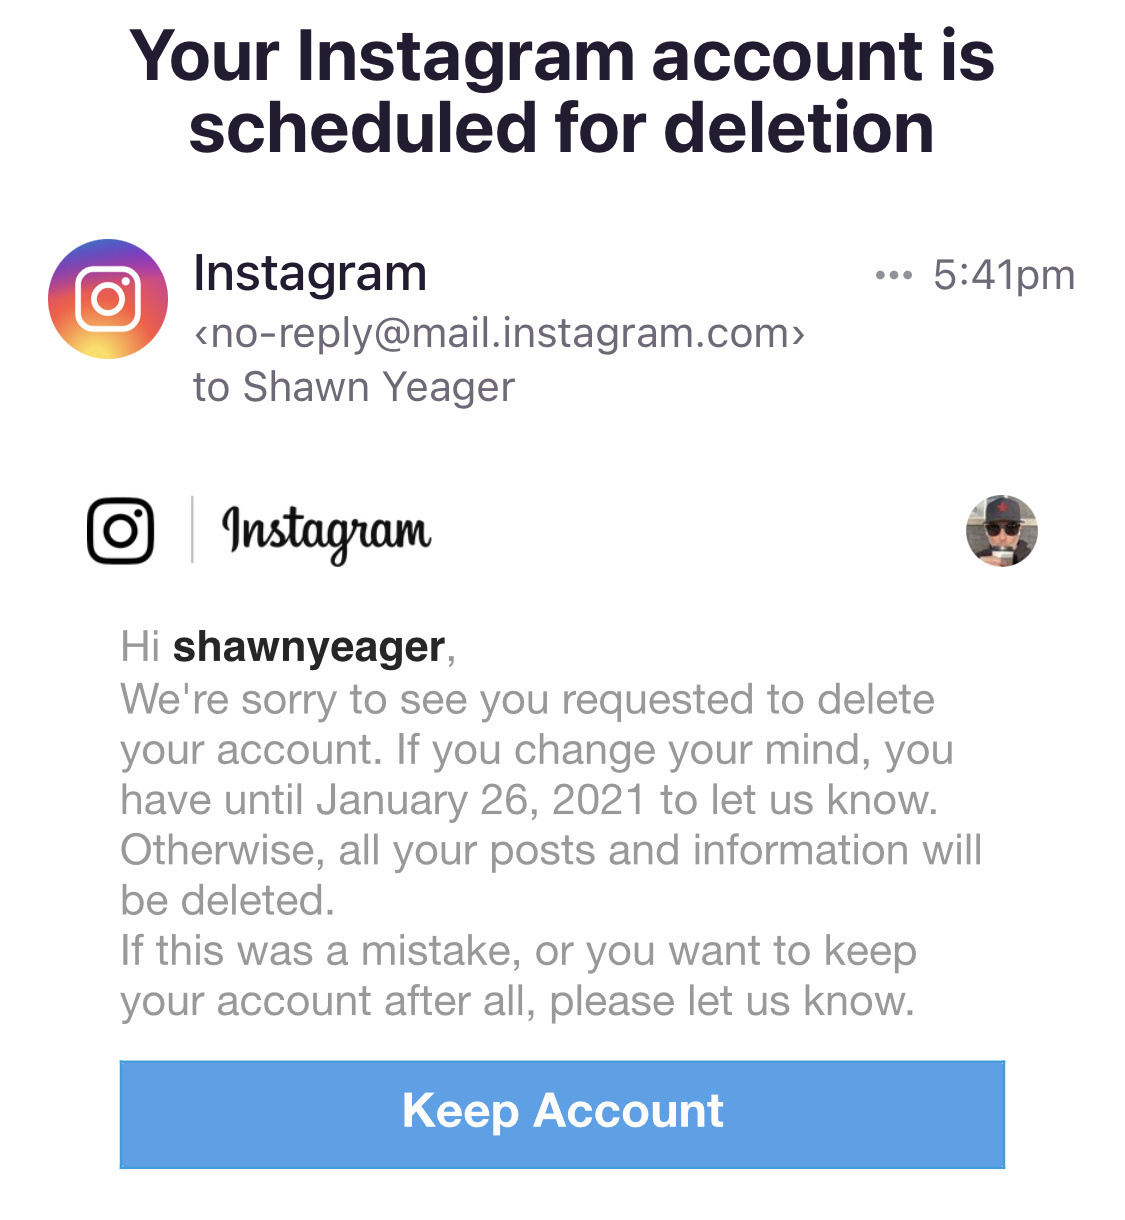 Your Instagram account is
scheduled for deletion
Instagram
••• 5:41pm
<no-reply@mail.instagram.com>
to Shawn Yeager
Instagram
Hi shawnyeager,
We're sorry to see you requested to delete
your account. If you change your mind, you
have until January 26, 2021 to let us know.
Otherwise, all your posts and information will
be deleted.
If this was a mistake, or you want to keep
your account after all, please let us know.
Keep Account